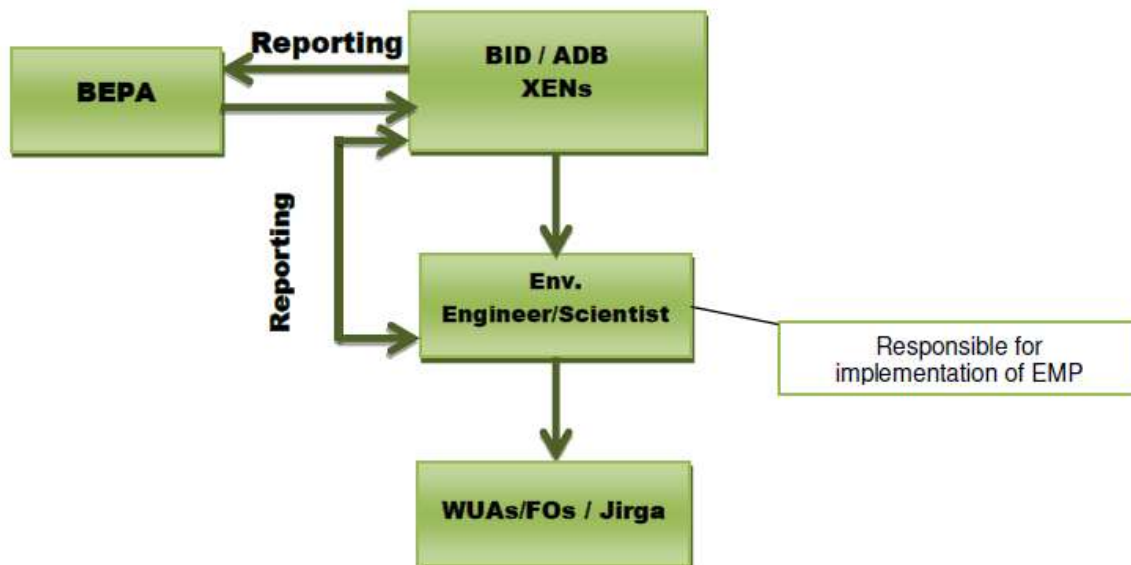 Reporting
BID / ADB
XENs
BEPA
Reporting
Env.
Engineer/Scientist
Responsible for
implementation of EMP
WUAs/FOs / Jirga